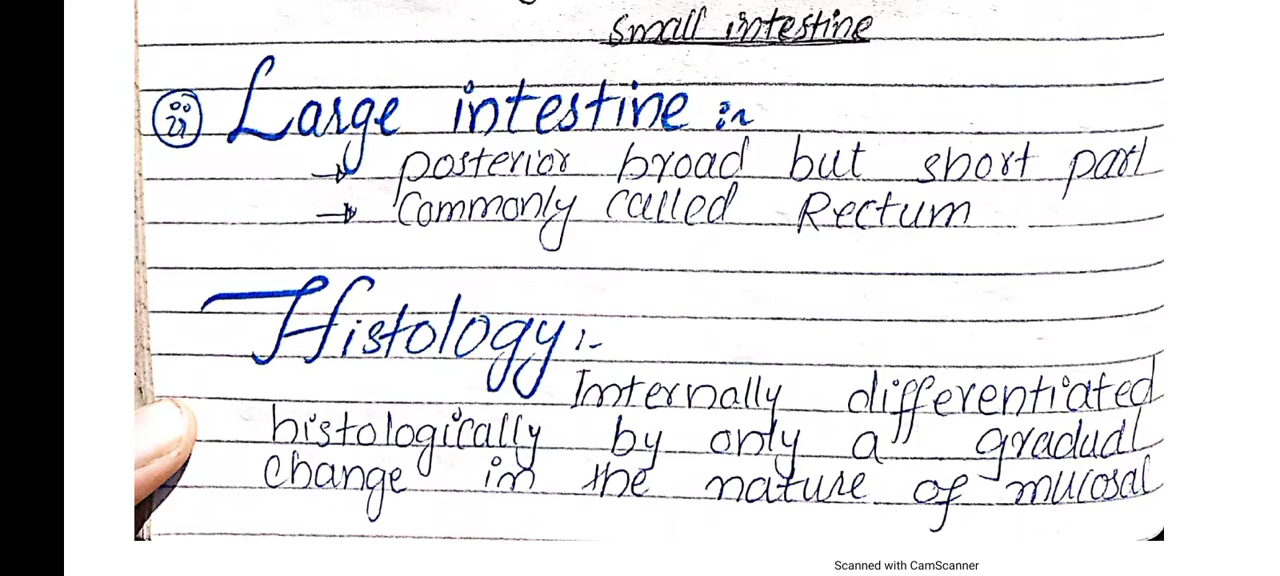 small intestine
(ii) Large intestine :-
→ posterior broad but short part
→ Commonly called Rectum
Histology :-
Internally differentiated
histologically by only a gradual
change in the nature of mucosal
Scanned with CamScanner